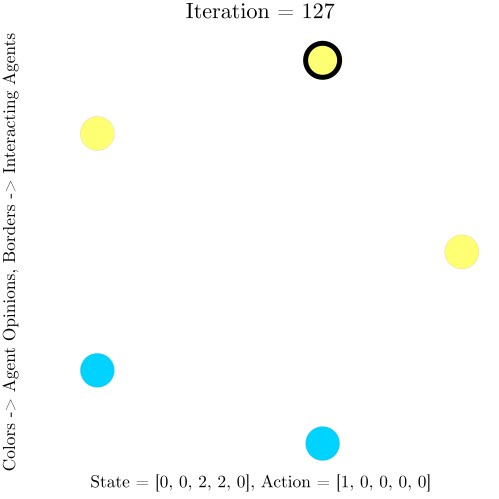 Iteration = 127
Colors -> Agent Opinions, Borders -> Interacting Agents
State = [0, 0, 2, 2, 0], Action = [1, 0, 0, 0, 0]